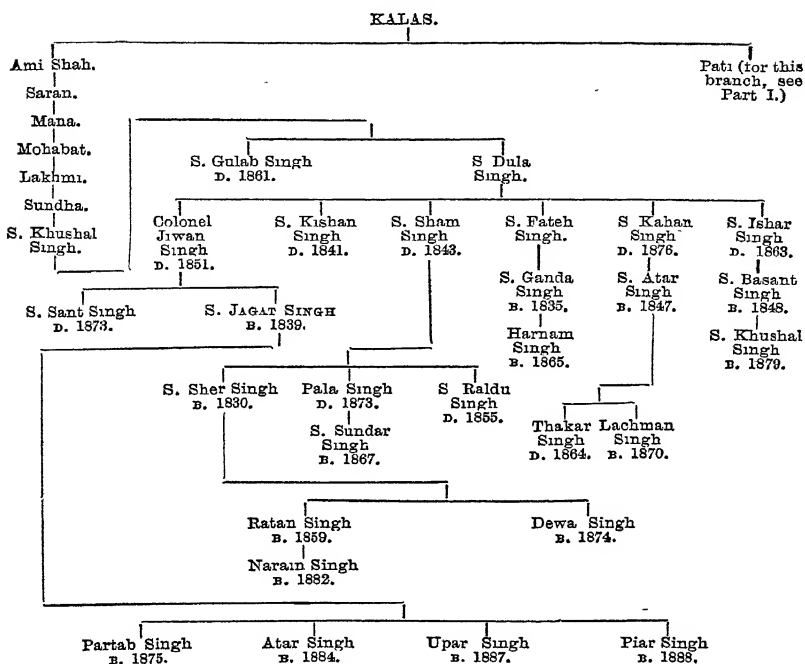 KALAS.
Ami Shah.
Saran.
Mana.
Mohabat.
Lakhmi.
Sundha.
S. Khushal
Singh.
Pati (for this
branch, see
Part I.)
S. Gulab Singh
D. 1861.
S Dula
Singh.
Colonel
Jiwan
Singh
D. 1851.
S. Kishan
Singh
D. 1841.
S. Sham
Singh
D. 1843.
S. Fateh
Singh.
S Kahan
Singh
D. 1876.
S. Ishar
Singh
D. 1863.
S. Ganda
Singh
B. 1835.
Harnam
Singh
B. 1865.
S. Atar
Singh
B. 1847.
S. Basant
Singh
B. 1848.
S. Khushal
Singh
B. 1879.
S. Sant Singh
D. 1873.
S. JAGAT SINGH
B. 1839.
S. Sher Singh
B. 1830.
Pala Singh
D. 1873.
S. Sundar
Singh
B. 1867.
S Raldu
Singh
D. 1855.
Thakar
Singh
D. 1864.
Lachman
Singh
B. 1870.
Ratan Singh
B. 1859.
Narain Singh
B. 1882.
Dewa Singh
B. 1874.
Partab Singh
B. 1875.
Atar Singh
B. 1884.
Upar Singh
B. 1887.
Piar Singh
B. 1888.